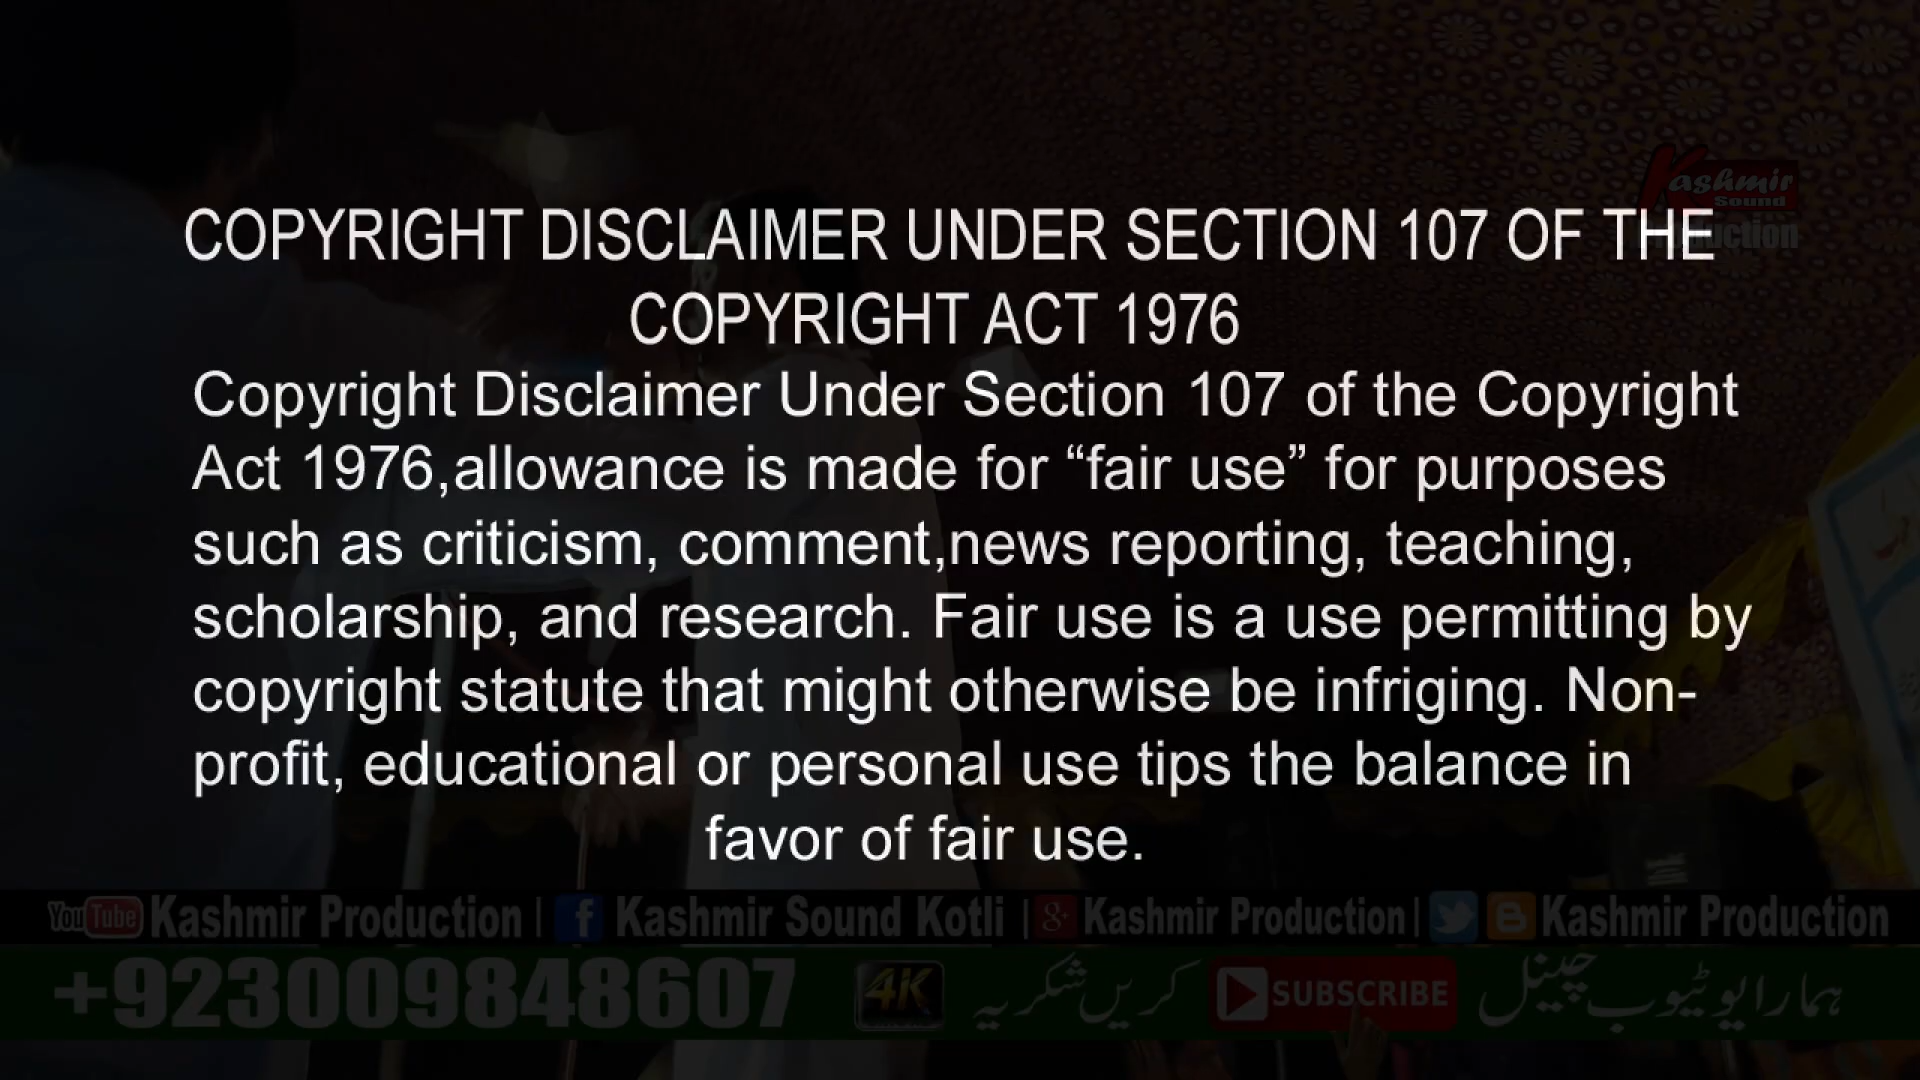 Kashmir
Sound
Production
COPYRIGHT DISCLAIMER UNDER SECTION 107 OF THE
COPYRIGHT ACT 1976
Copyright Disclaimer Under Section 107 of the Copyright
Act 1976,allowance is made for “fair use” for purposes
such as criticism, comment,news reporting, teaching,
scholarship, and research. Fair use is a use permitting by
copyright statute that might otherwise be infriging. Non-
profit, educational or personal use tips the balance in
favor of fair use.
YouTube Kashmir Production | f Kashmir Sound Kotli | g+ Kashmir Production | Kashmir Production
+923009848607 4K ہمارا یوٹیوب چینل SUBSCRIBE کریں شکریہ